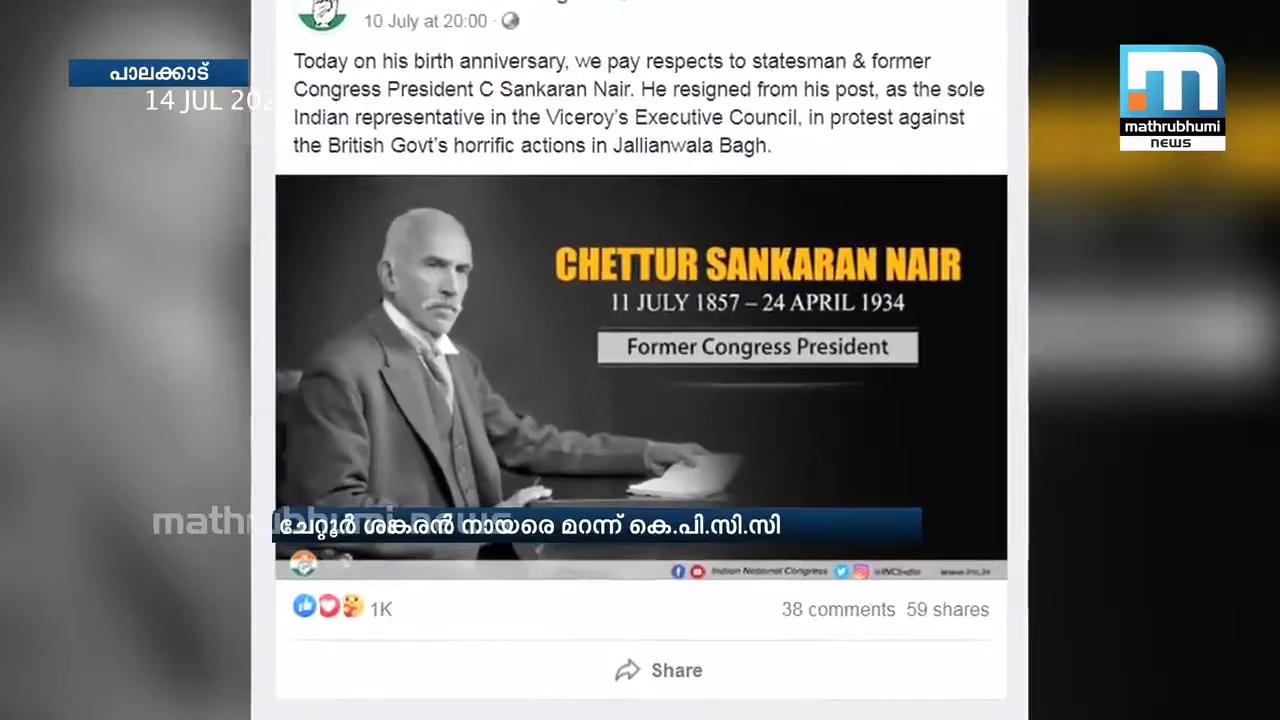 10 July at 20:00 ·
Today on his birth anniversary, we pay respects to statesman & former
Congress President C Sankaran Nair. He resigned from his post, as the sole
Indian representative in the Viceroy's Executive Council, in protest against
the British Govt's horrific actions in Jallianwala Bagh.
പാലക്കാട്
14 JUL 202
mathrubhumi
news
CHETTUR SANKARAN NAIR
11 JULY 1857 – 24 APRIL 1934
Former Congress President
mathrubhumi news
ചേറ്റൂർ ശങ്കരൻ നായരെ മറന്ന് കെ.പി.സി.സി
Indian National Congress @INCIndia www.inc.in
1K 38 comments 59 shares
Share